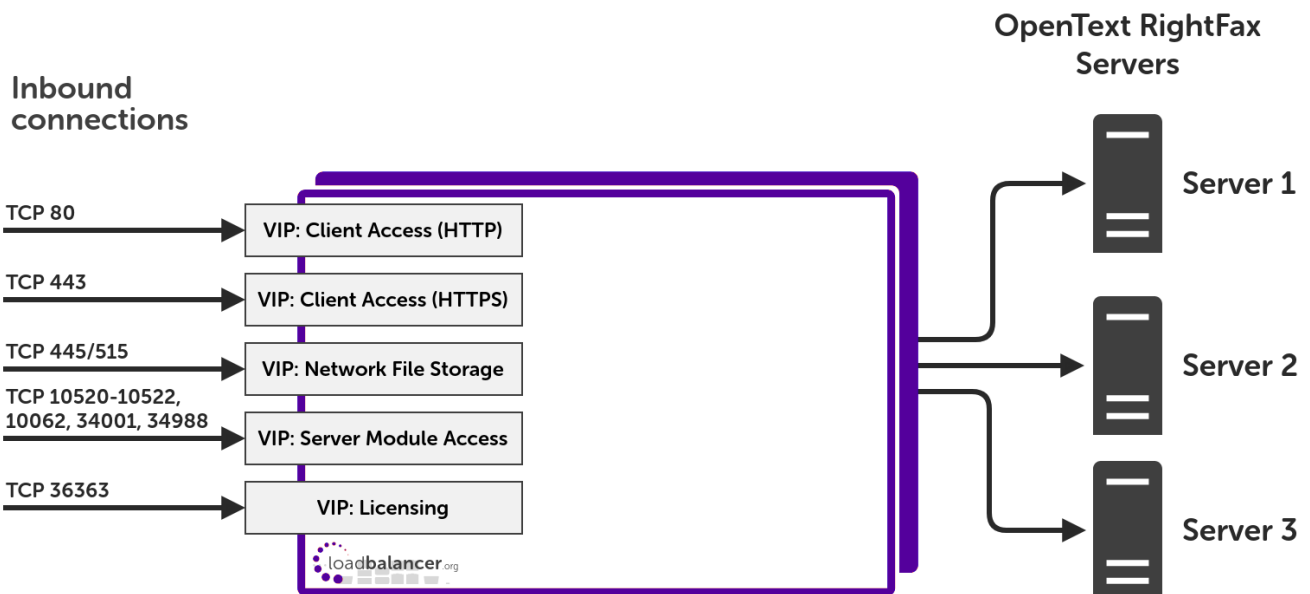 OpenText RightFax
Servers
Inbound
connections
TCP 80
VIP: Client Access (HTTP)
TCP 443
VIP: Client Access (HTTPS)
TCP 445/515
VIP: Network File Storage
TCP 10520-10522,
10062, 34001, 34988
VIP: Server Module Access
TCP 36363
VIP: Licensing
loadbalancer.org
Server 1
Server 2
Server 3